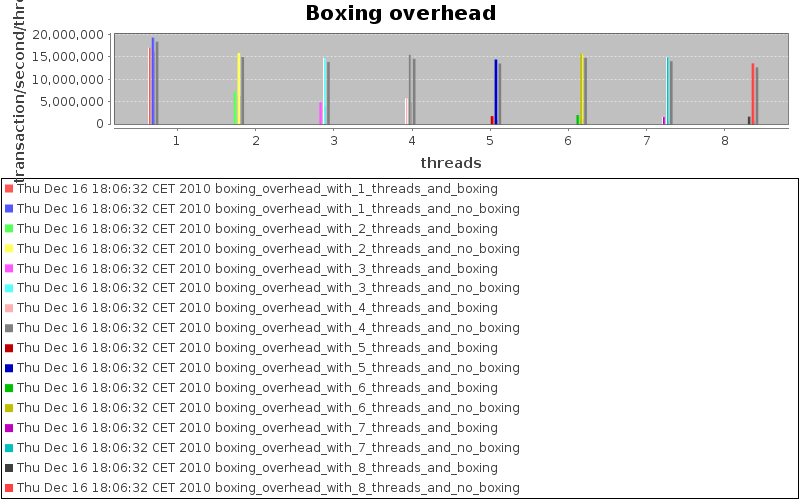 Boxing overhead
transaction/second/thre
20,000,000
15,000,000
10,000,000
5,000,000
0
1 2 3 4 5 6 7 8
threads
Thu Dec 16 18:06:32 CET 2010 boxing_overhead_with_1_threads_and_boxing
Thu Dec 16 18:06:32 CET 2010 boxing_overhead_with_1_threads_and_no_boxing
Thu Dec 16 18:06:32 CET 2010 boxing_overhead_with_2_threads_and_boxing
Thu Dec 16 18:06:32 CET 2010 boxing_overhead_with_2_threads_and_no_boxing
Thu Dec 16 18:06:32 CET 2010 boxing_overhead_with_3_threads_and_boxing
Thu Dec 16 18:06:32 CET 2010 boxing_overhead_with_3_threads_and_no_boxing
Thu Dec 16 18:06:32 CET 2010 boxing_overhead_with_4_threads_and_boxing
Thu Dec 16 18:06:32 CET 2010 boxing_overhead_with_4_threads_and_no_boxing
Thu Dec 16 18:06:32 CET 2010 boxing_overhead_with_5_threads_and_boxing
Thu Dec 16 18:06:32 CET 2010 boxing_overhead_with_5_threads_and_no_boxing
Thu Dec 16 18:06:32 CET 2010 boxing_overhead_with_6_threads_and_boxing
Thu Dec 16 18:06:32 CET 2010 boxing_overhead_with_6_threads_and_no_boxing
Thu Dec 16 18:06:32 CET 2010 boxing_overhead_with_7_threads_and_boxing
Thu Dec 16 18:06:32 CET 2010 boxing_overhead_with_7_threads_and_no_boxing
Thu Dec 16 18:06:32 CET 2010 boxing_overhead_with_8_threads_and_boxing
Thu Dec 16 18:06:32 CET 2010 boxing_overhead_with_8_threads_and_no_boxing